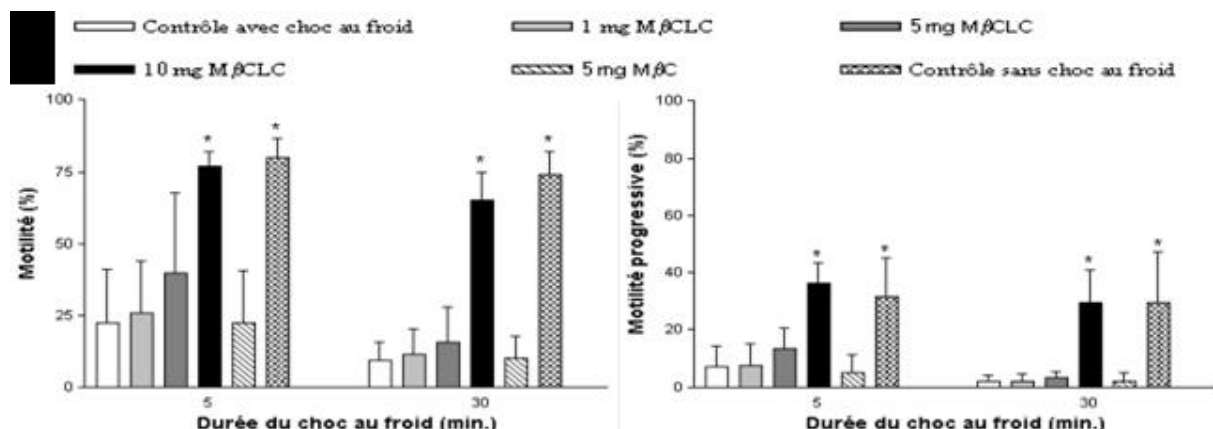 Contrôle avec choc au froid
1 mg MβCLC
5 mg MβCLC
10 mg MβCLC
5 mg MβC
Contrôle sans choc au froid
100
75
50
25
0
Motilité (%)
* * * *
5 30
Durée du choc au froid (min.)
100
80
60
40
20
0
Motilité progressive (%)
* * * *
5 30
Durée du choc au froid (min.)